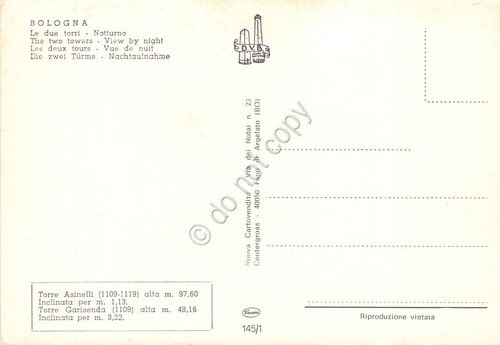 BOLOGNA
Le due torri - Notturno
The two towers - View by night
Les deux tours - Vue de nuit
Die zwei Türme - Nachtaufnahme
D.V.B.
Nuova Cartovendita - Via dei Notai n. 23
Centergross - 40050 Funo di Argelato (BO)
© do not copy
Torre Asinelli (1109-1119) alta m. 97,60
Inclinata per m. 1,13.
Torre Garisenda (1109) alta m. 48,16
Inclinata per m. 3,22.
145/1
Riproduzione vietata